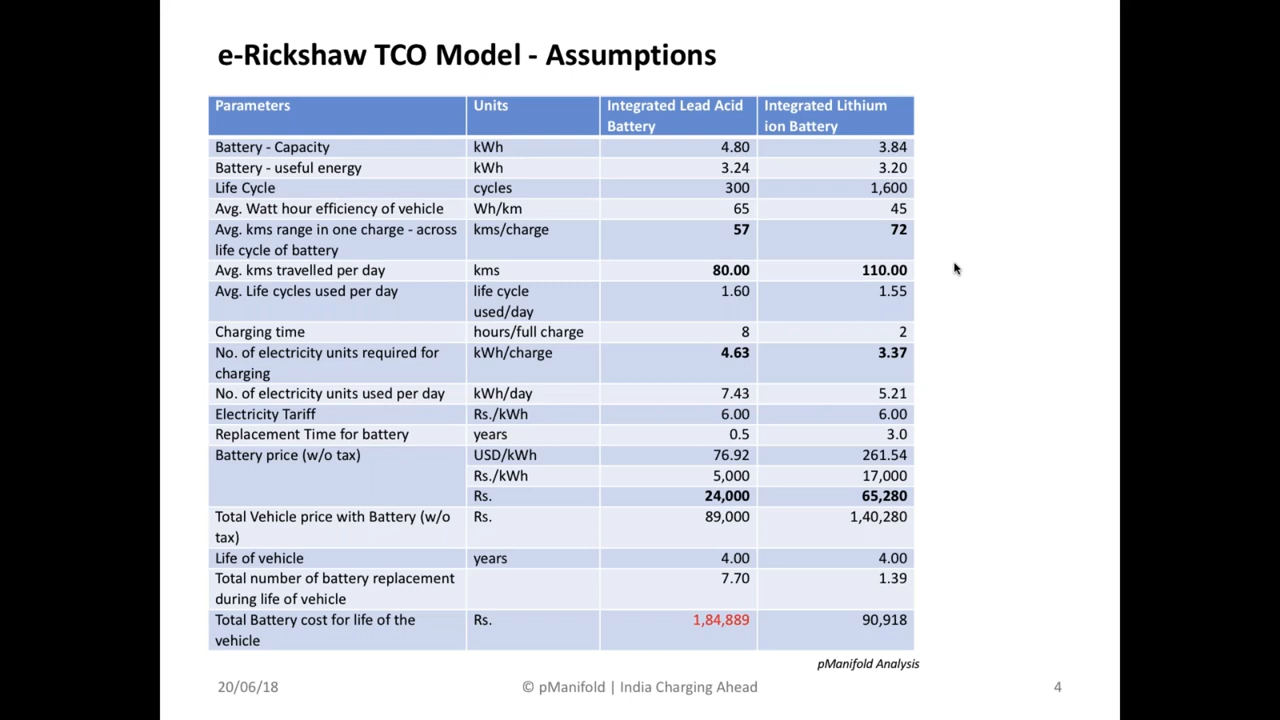 e-Rickshaw TCO Model - Assumptions
Parameters Units Integrated Lead Acid Battery Integrated Lithium ion Battery
Battery - Capacity kWh 4.80 3.84
Battery - useful energy kWh 3.24 3.20
Life Cycle cycles 300 1,600
Avg. Watt hour efficiency of vehicle Wh/km 65 45
Avg. kms range in one charge - across life cycle of battery kms/charge 57 72
Avg. kms travelled per day kms 80.00 110.00
Avg. Life cycles used per day life cycle used/day 1.60 1.55
Charging time hours/full charge 8 2
No. of electricity units required for charging kWh/charge 4.63 3.37
No. of electricity units used per day kWh/day 7.43 5.21
Electricity Tariff Rs./kWh 6.00 6.00
Replacement Time for battery years 0.5 3.0
Battery price (w/o tax) USD/kWh 76.92 261.54
Rs./kWh 5,000 17,000
Rs. 24,000 65,280
Total Vehicle price with Battery (w/o tax) Rs. 89,000 1,40,280
Life of vehicle years 4.00 4.00
Total number of battery replacement during life of vehicle 7.70 1.39
Total Battery cost for life of the vehicle Rs. 1,84,889 90,918
pManifold Analysis
20/06/18 © pManifold | India Charging Ahead 4